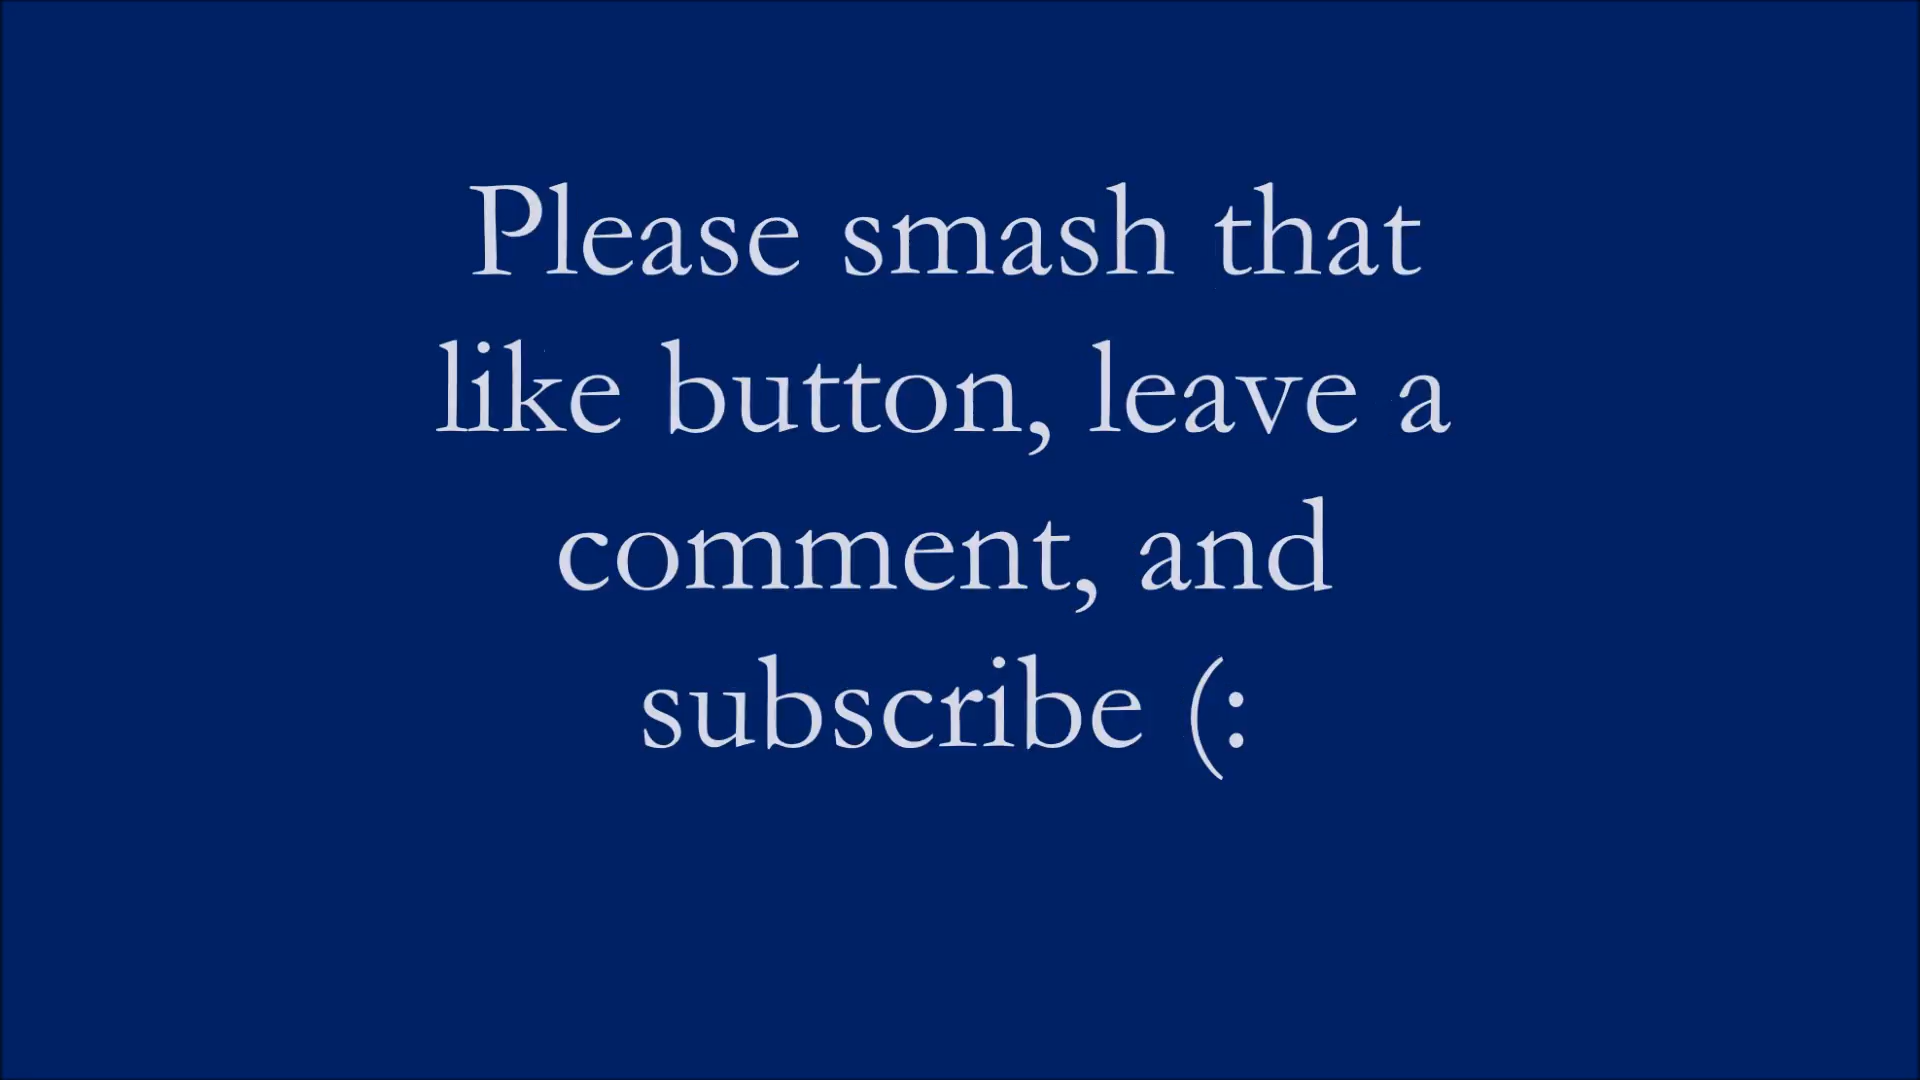 Please smash that
like button, leave a
comment, and
subscribe (: